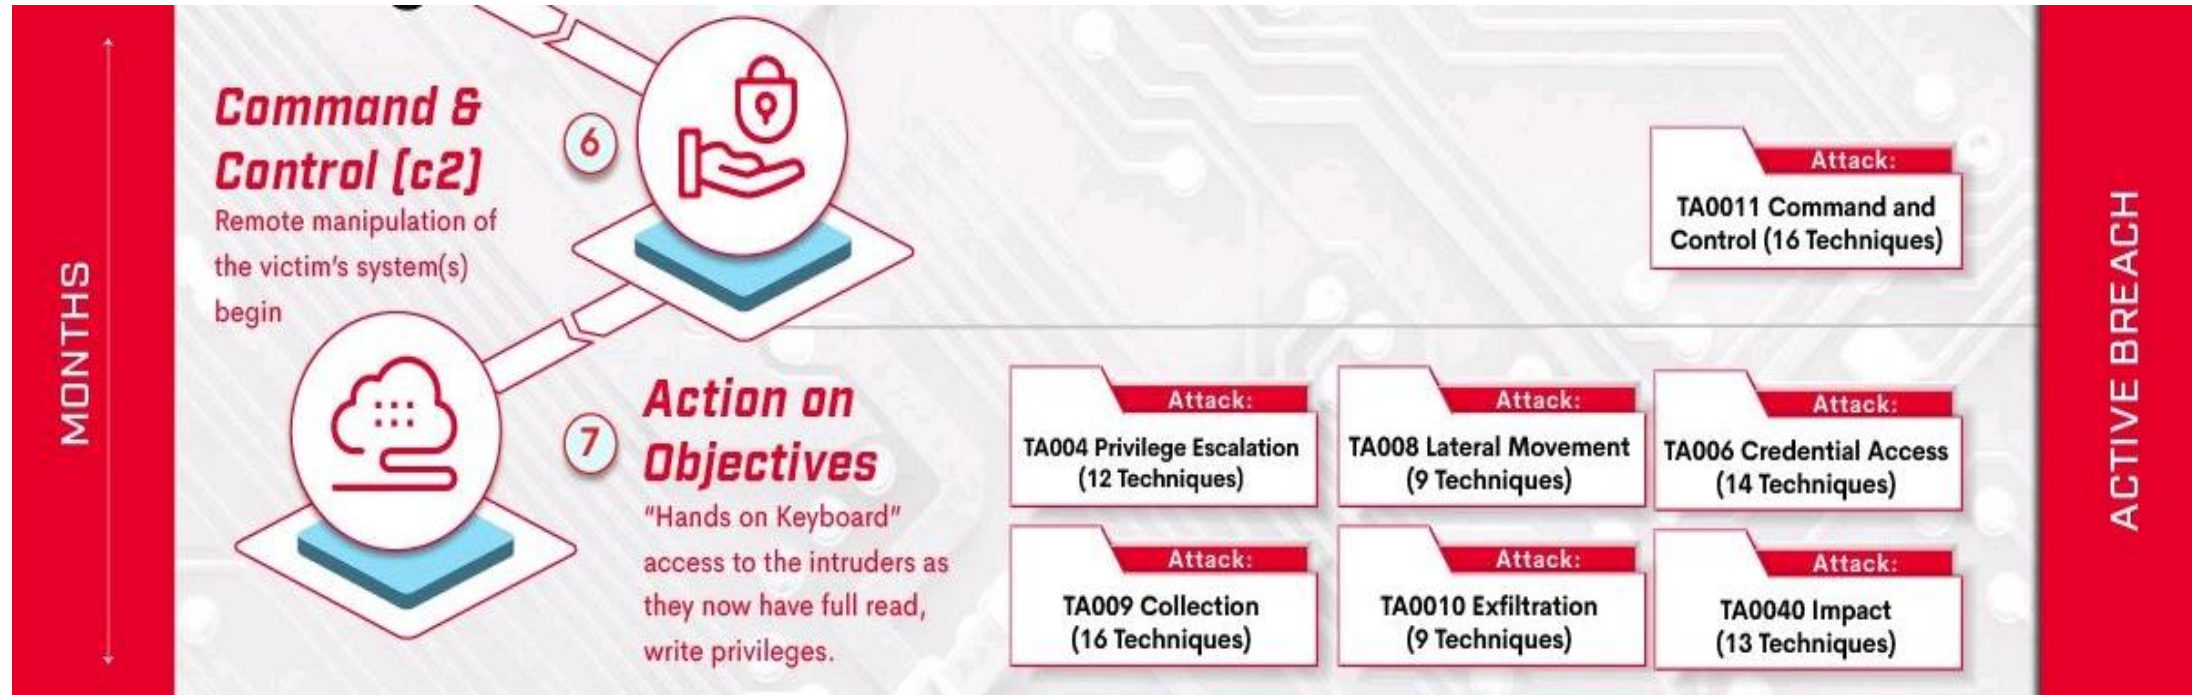 MONTHS
Command &
Control (c2)
Remote manipulation of
the victim's system(s)
begin
6
Attack:
TA0011 Command and
Control (16 Techniques)
7
Action on
Objectives
"Hands on Keyboard"
access to the intruders as
they now have full read,
write privileges.
Attack:
TA004 Privilege Escalation
(12 Techniques)
Attack:
TA008 Lateral Movement
(9 Techniques)
Attack:
TA006 Credential Access
(14 Techniques)
Attack:
TA009 Collection
(16 Techniques)
Attack:
TA0010 Exfiltration
(9 Techniques)
Attack:
TA0040 Impact
(13 Techniques)
ACTIVE BREACH